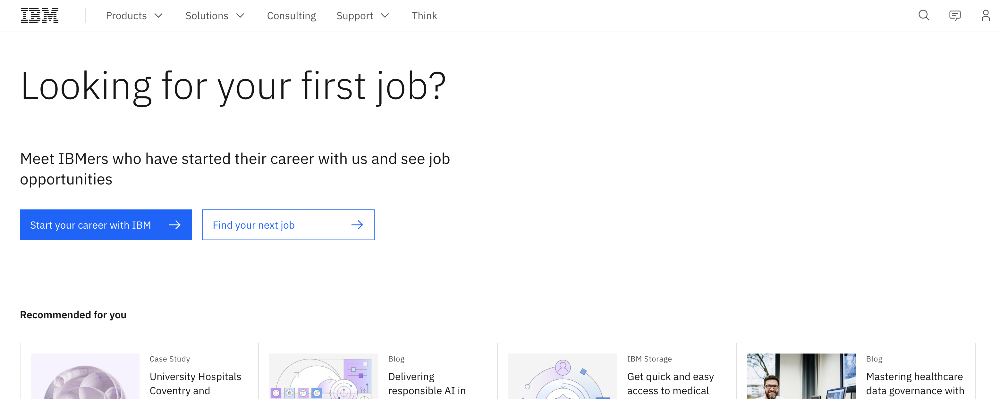 IBM
Products
Solutions
Consulting
Support
Think
Looking for your first job?
Meet IBMers who have started their career with us and see job
opportunities
Start your career with IBM
Find your next job
Recommended for you
Case Study
University Hospitals
Coventry and
Blog
Delivering
responsible AI in
IBM Storage
Get quick and easy
access to medical
Blog
Mastering healthcare
data governance with